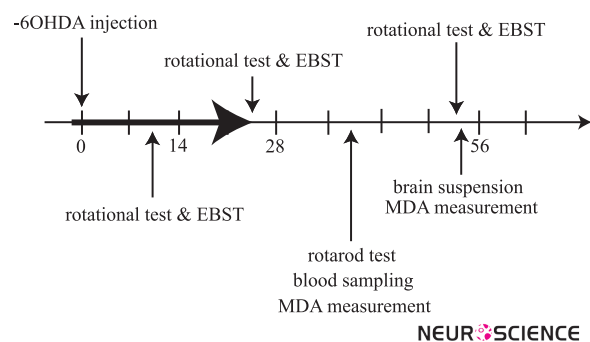 -6OHDA injection
rotational test & EBST
rotational test & EBST
0
14
28
56
rotational test & EBST
brain suspension
MDA measurement
rotarod test
blood sampling
MDA measurement
NEUROSCIENCE